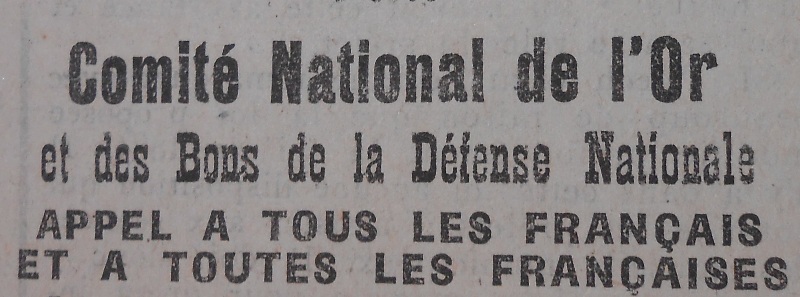 Comité National de l'Or
et des Bons de la Défense Nationale
APPEL A TOUS LES FRANÇAIS
ET A TOUTES LES FRANÇAISES